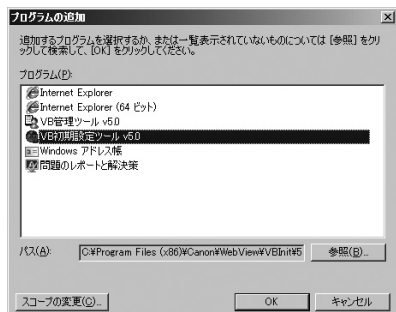 プログラムの追加
追加するプログラムを選択するか、または一覧表示されていないものについては [参照] をクリ
ックして検索して、[OK] をクリックしてください。
プログラム(P):
Internet Explorer
Internet Explorer (64 ビット)
VB管理ツール v5.0
VB初期設定ツール v5.0
Windows アドレス帳
問題のレポートと解決策
パス(A):
C:¥Program Files (x86)¥Canon¥WebView¥VBInit¥5
参照(B)...
スコープの変更(C)...
OK
キャンセル